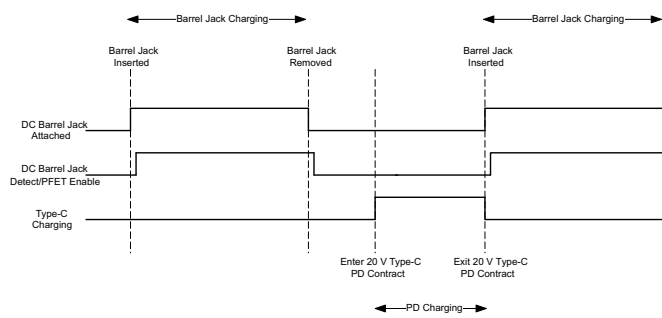 Barrel Jack Charging
Barrel Jack Charging
Barrel Jack
Inserted
Barrel Jack
Removed
Barrel Jack
Inserted
DC Barrel Jack
Attached
DC Barrel Jack
Detect/PFET Enable
Type-C
Charging
Enter 20 V Type-C
PD Contract
Exit 20 V Type-C
PD Contract
PD Charging